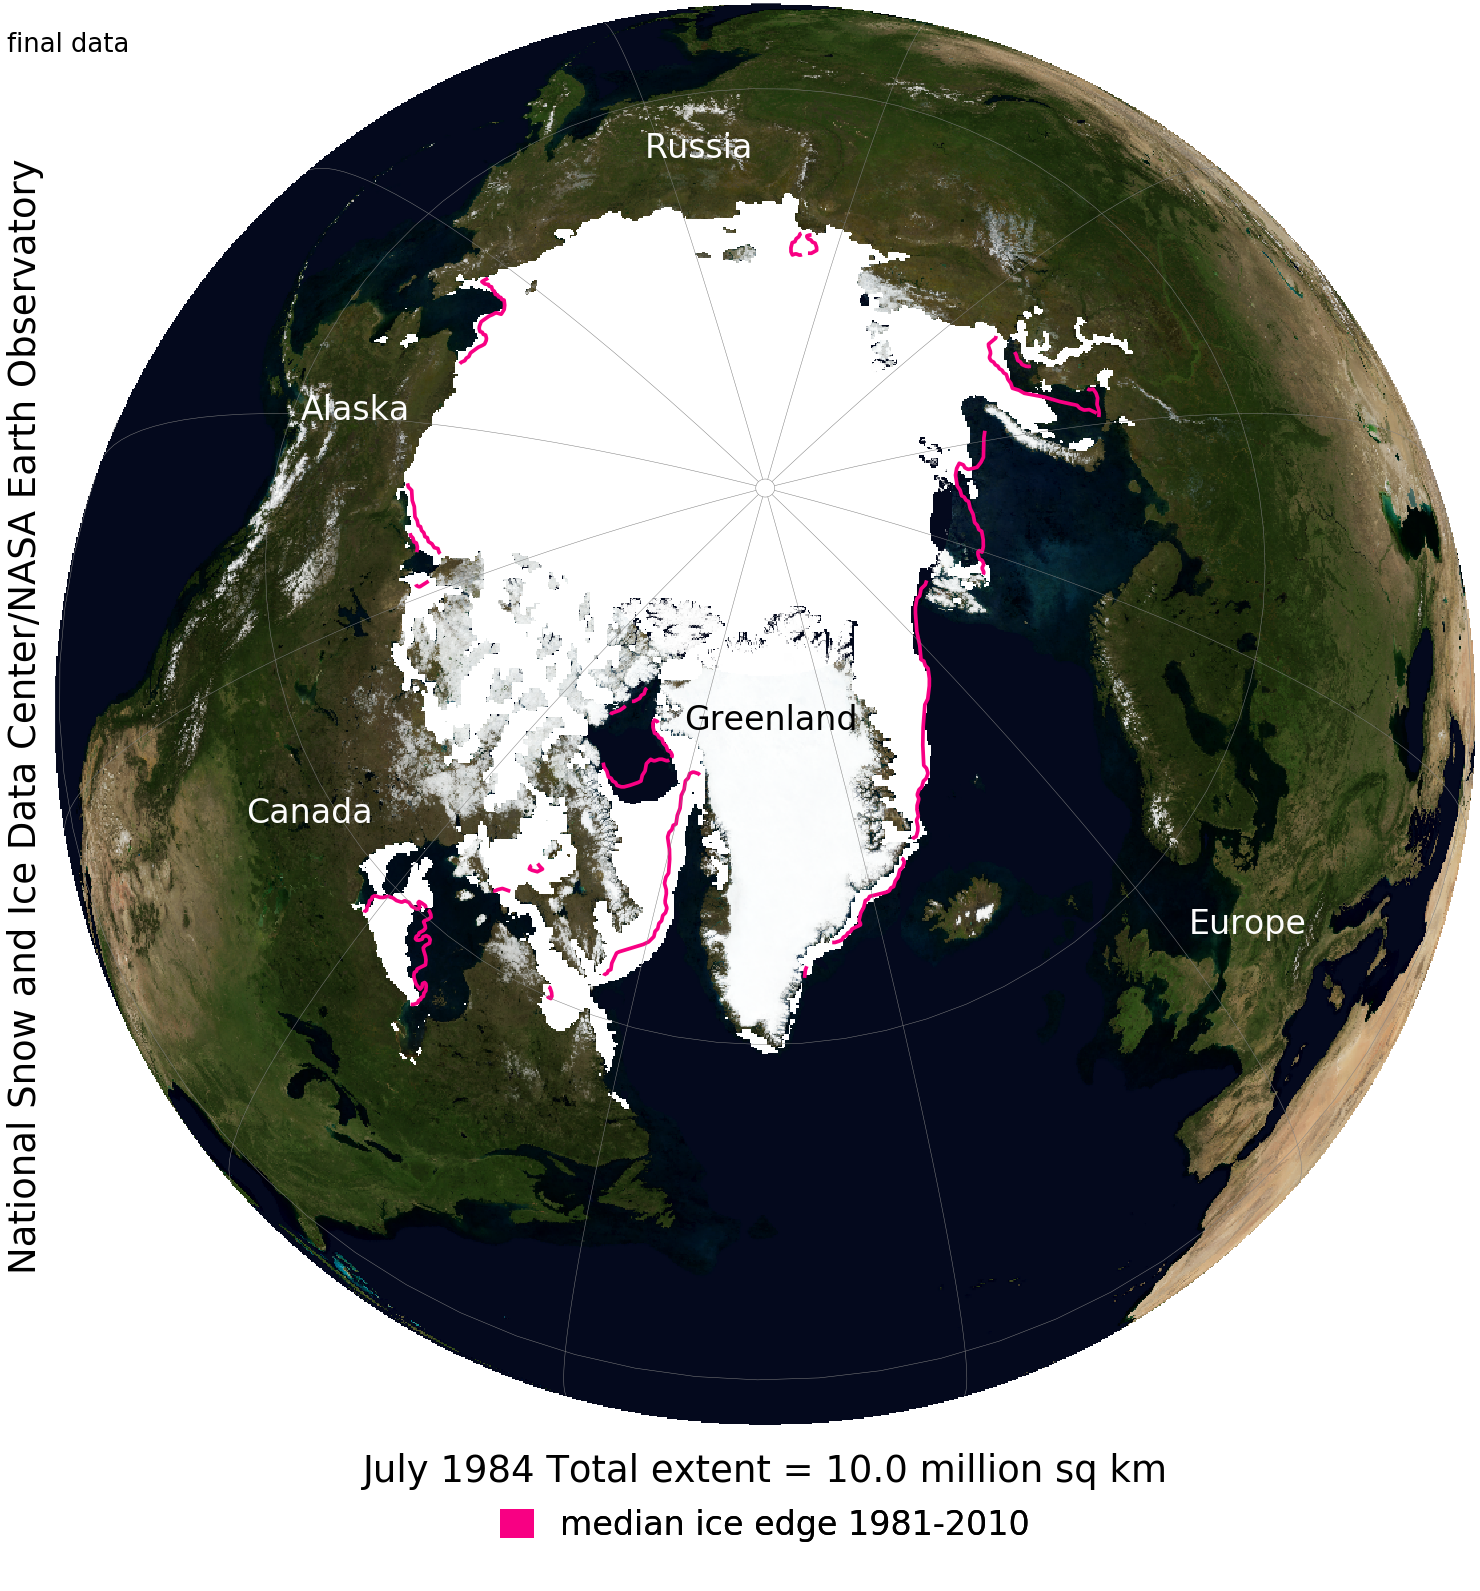 final data
National Snow and Ice Data Center/NASA Earth Observatory
Russia
Alaska
Greenland
Canada
Europe
July 1984 Total extent = 10.0 million sq km
median ice edge 1981-2010